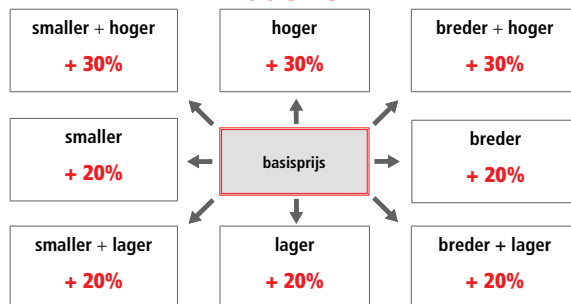 smaller + hoger
+ 30%
hoger
+ 30%
breder + hoger
+ 30%
smaller
+ 20%
basisprijs
breder
+ 20%
smaller + lager
+ 20%
lager
+ 20%
breder + lager
+ 20%